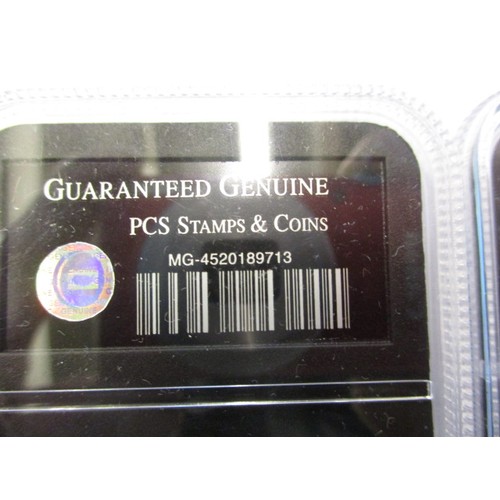 GUARANTEED GENUINE
PCS STAMPS & COINS
MG-4520189713